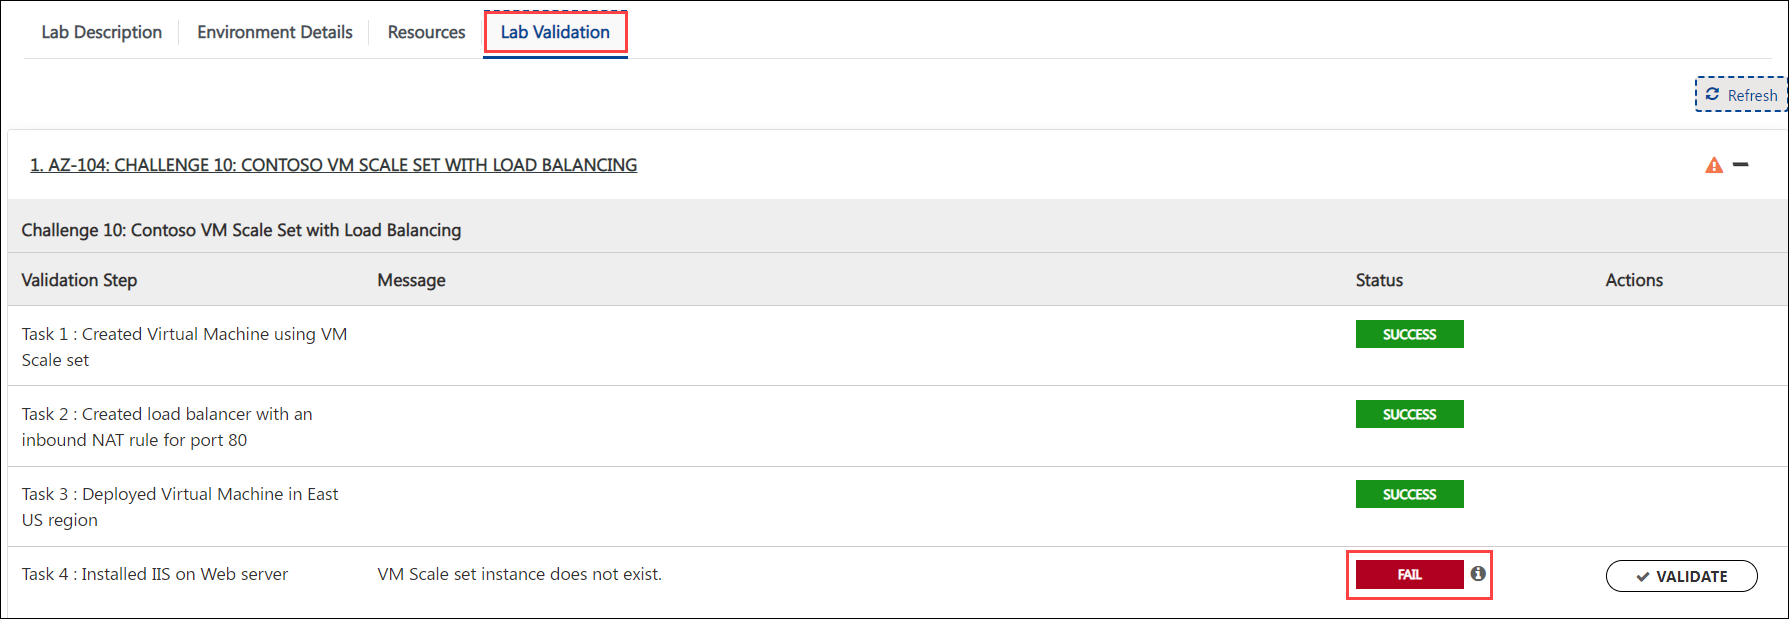 Lab Description Environment Details Resources Lab Validation
Refresh
1. AZ-104: CHALLENGE 10: CONTOSO VM SCALE SET WITH LOAD BALANCING
Challenge 10: Contoso VM Scale Set with Load Balancing
Validation Step Message Status Actions
Task 1 : Created Virtual Machine using VM
Scale set
SUCCESS
Task 2 : Created load balancer with an
inbound NAT rule for port 80
SUCCESS
Task 3 : Deployed Virtual Machine in East
US region
SUCCESS
Task 4 : Installed IIS on Web server VM Scale set instance does not exist. FAIL VALIDATE